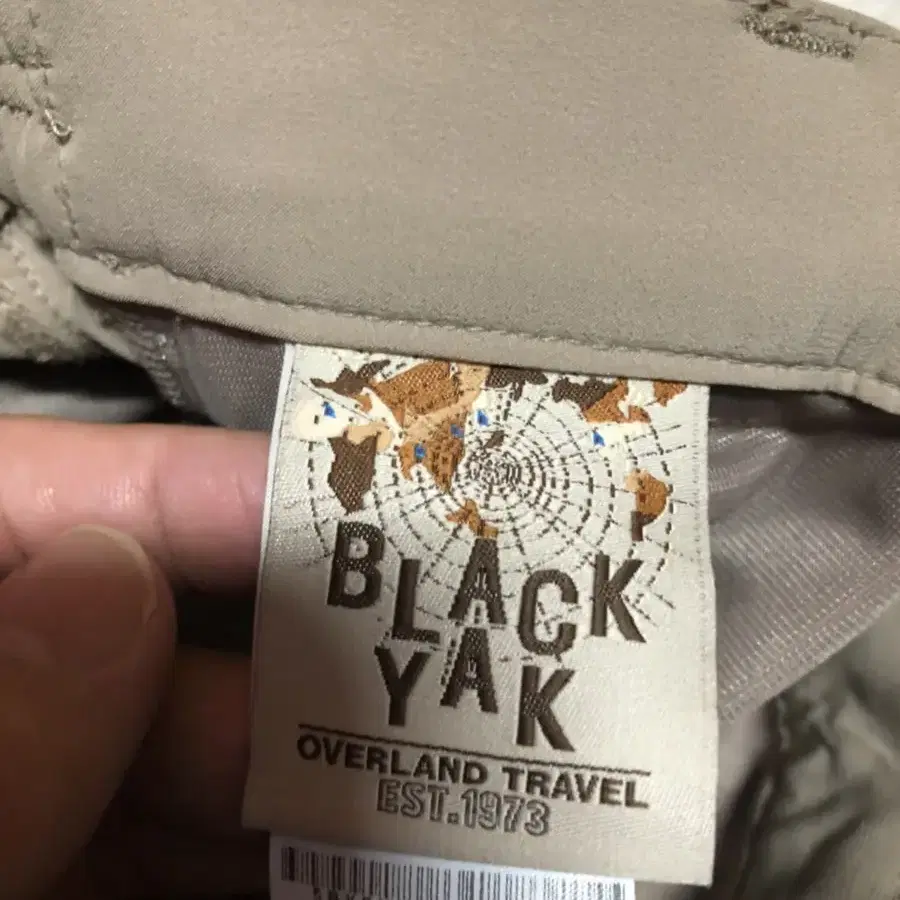 BLACK
YAK
OVERLAND TRAVEL
EST.1973